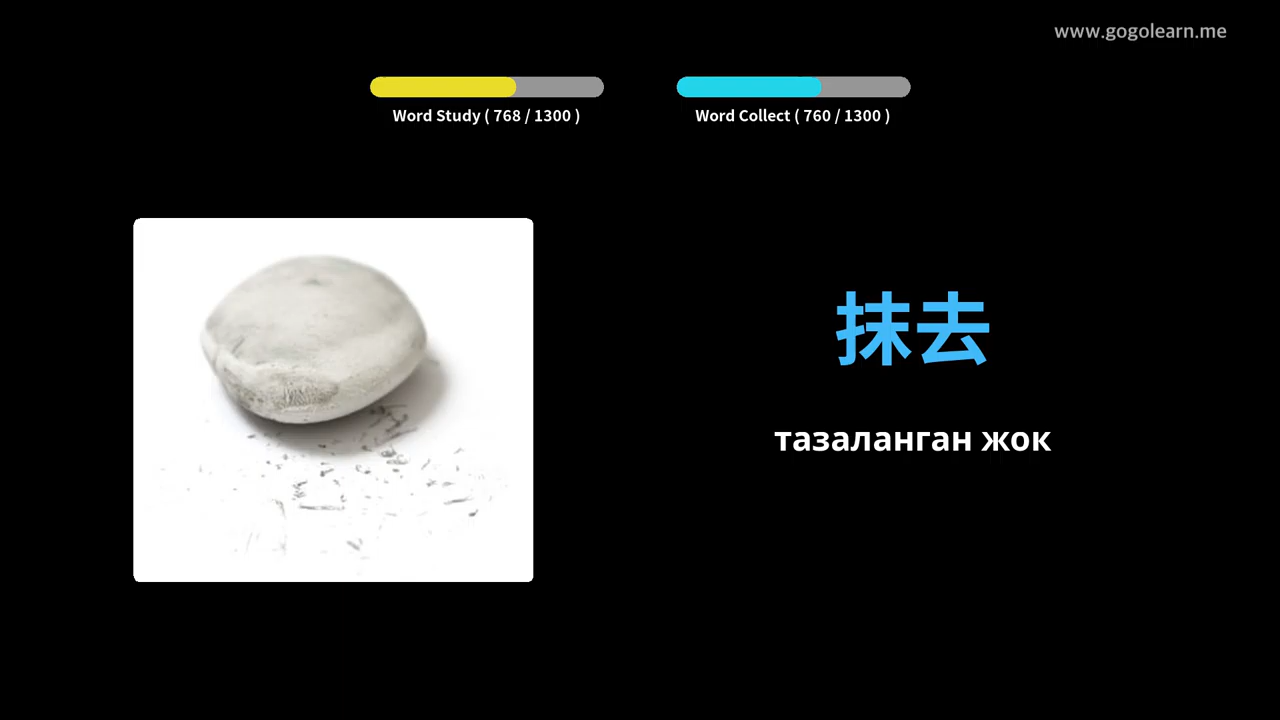 www.gogolearn.me
Word Study ( 768 / 1300 )
Word Collect ( 760 / 1300 )
抹去
тазаланган жок